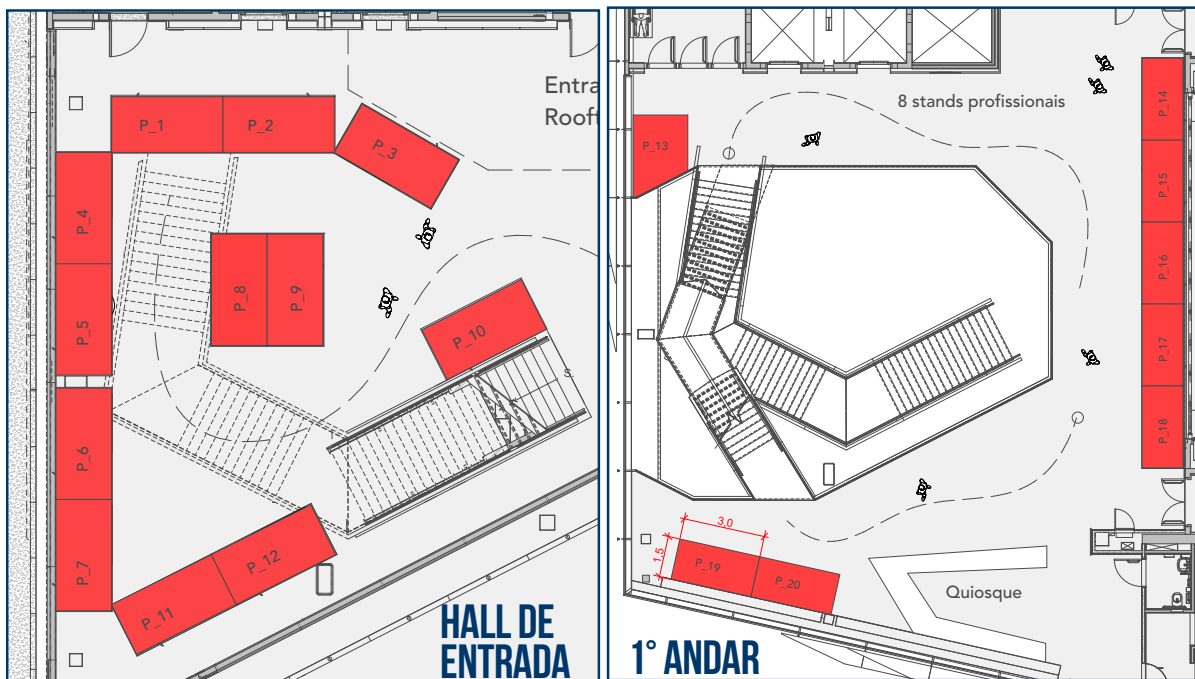 Entra
Rooft
P_1
P_2
P_3
P_4
P_5
P_6
P_7
P_8
P_9
P_10
P_11
P_12
S
HALL DE
ENTRADA
8 stands profissionais
P_13
P_14
P_15
P_16
P_17
P_18
3,0
1,5
P_19
P_20
Quiosque
1° ANDAR